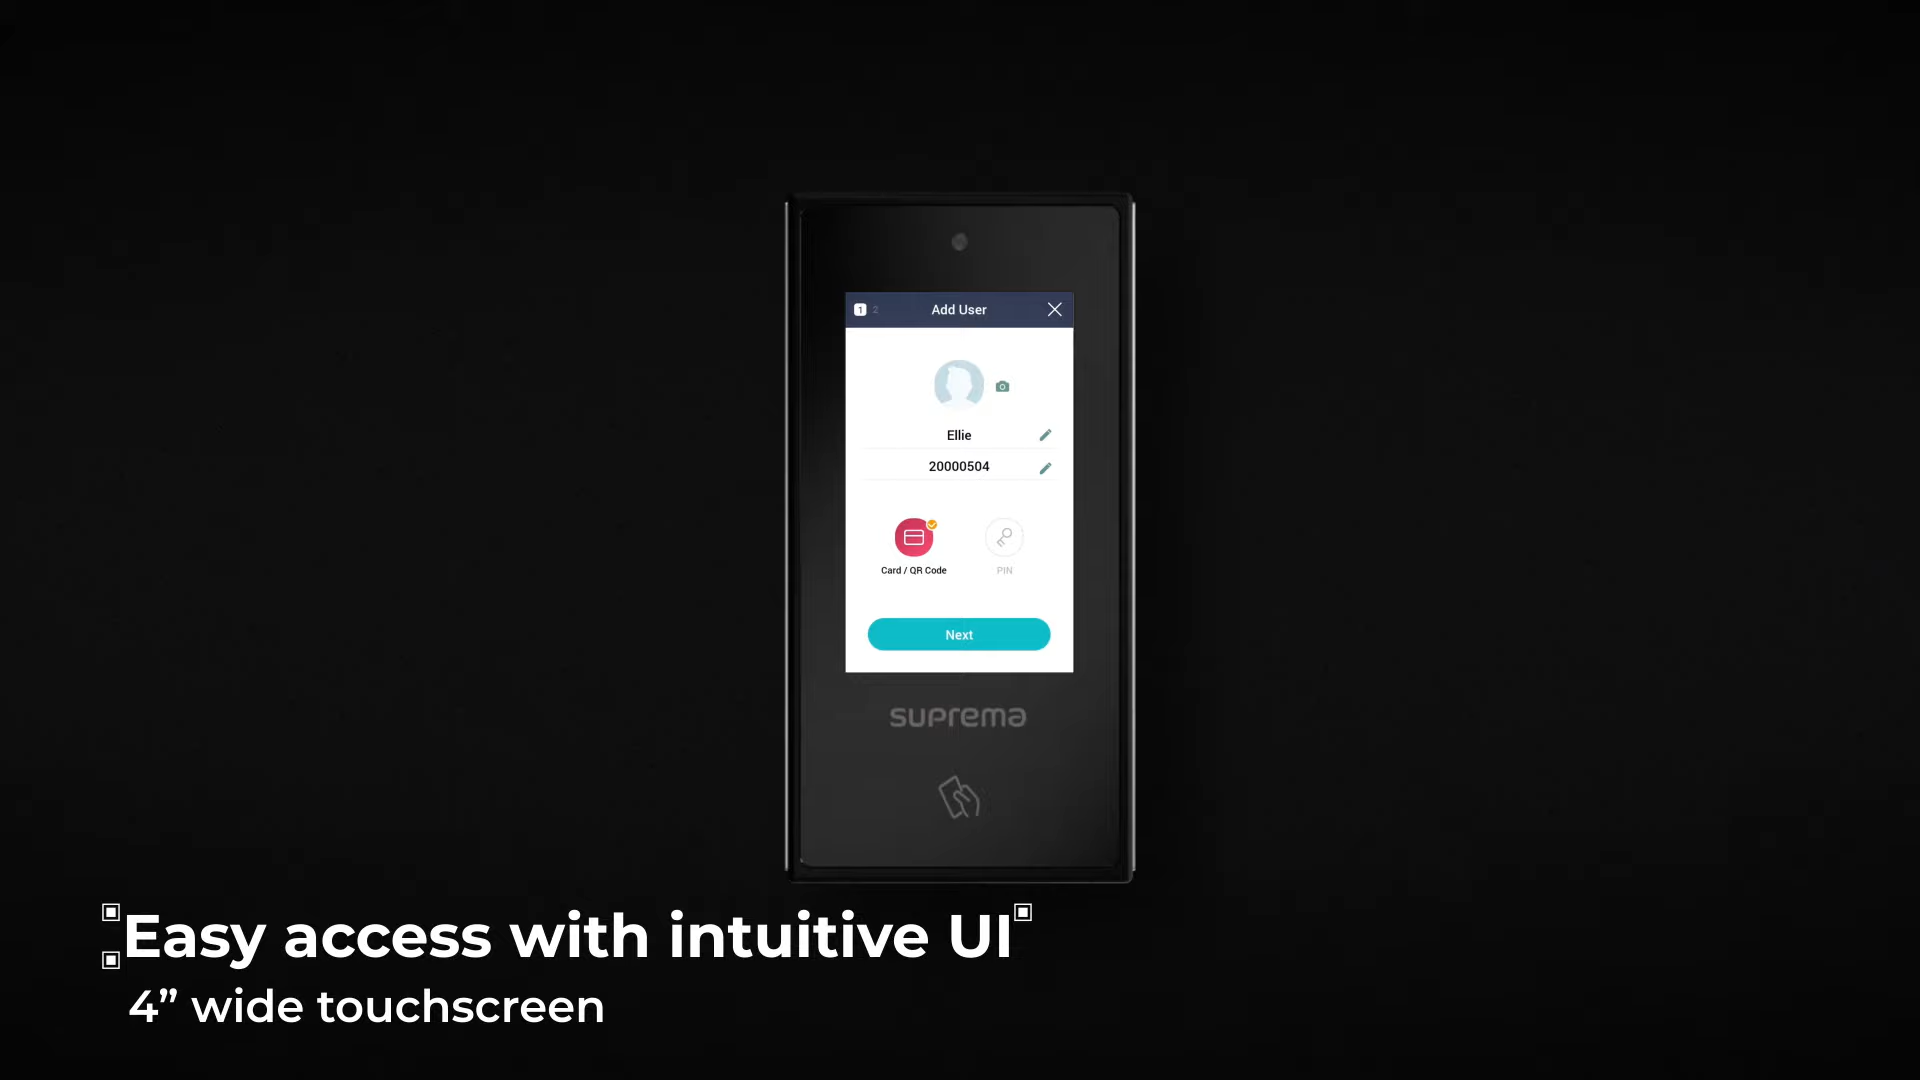 1 2 Add User
Ellie
20000504
Card / QR Code PIN
Next
suprema
Easy access with intuitive UI
4” wide touchscreen